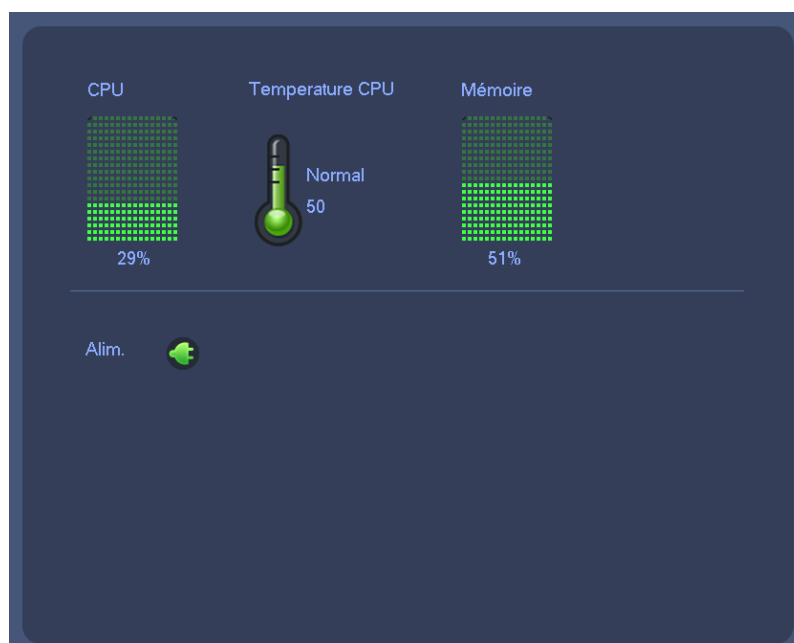 CPU
Temperature CPU
Mémoire
Normal
50
29%
51%
Alim.